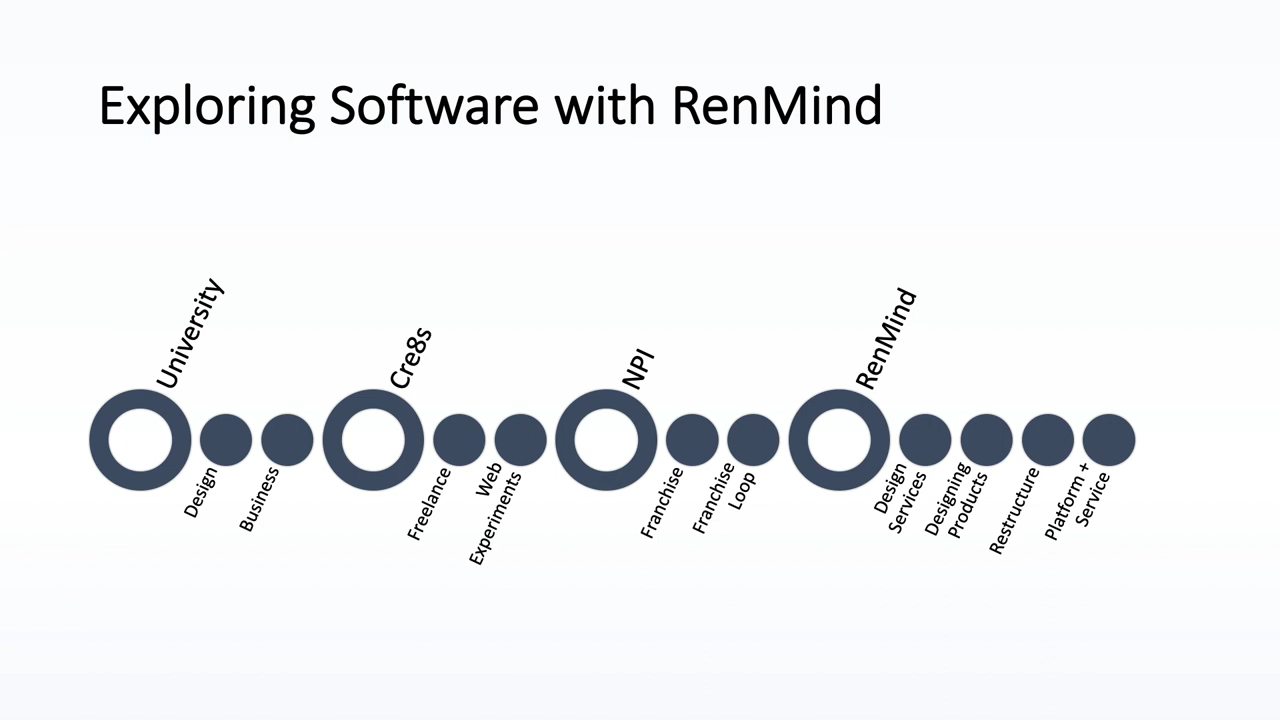 Exploring Software with RenMind
University
Design
Business
Cre8s
Freelance
Web
Experiments
NPI
Franchise
Franchise
Loop
RenMind
Design
Services
Designing
Products
Restructure
Platform +
Service